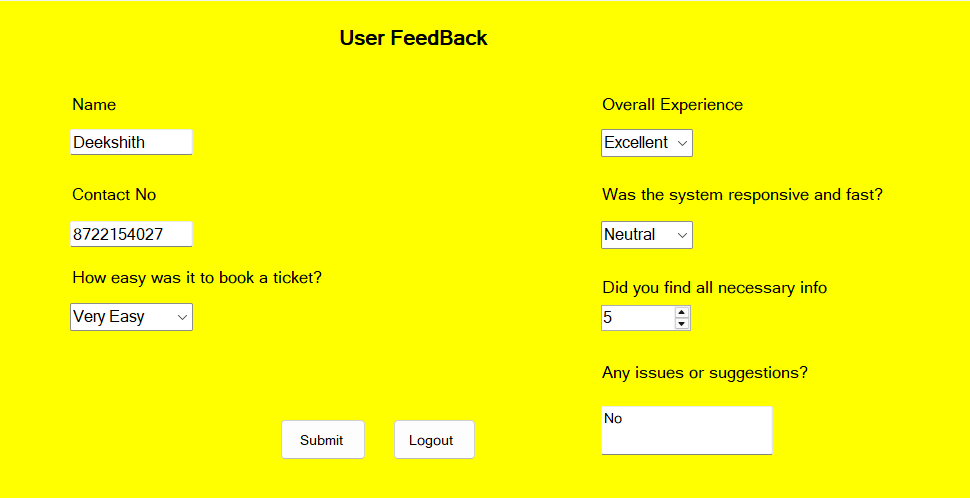 User FeedBack
Name
Deekshith
Contact No
8722154027
How easy was it to book a ticket?
Very Easy
Overall Experience
Excellent
Was the system responsive and fast?
Neutral
Did you find all necessary info
5
Any issues or suggestions?
No
Submit
Logout